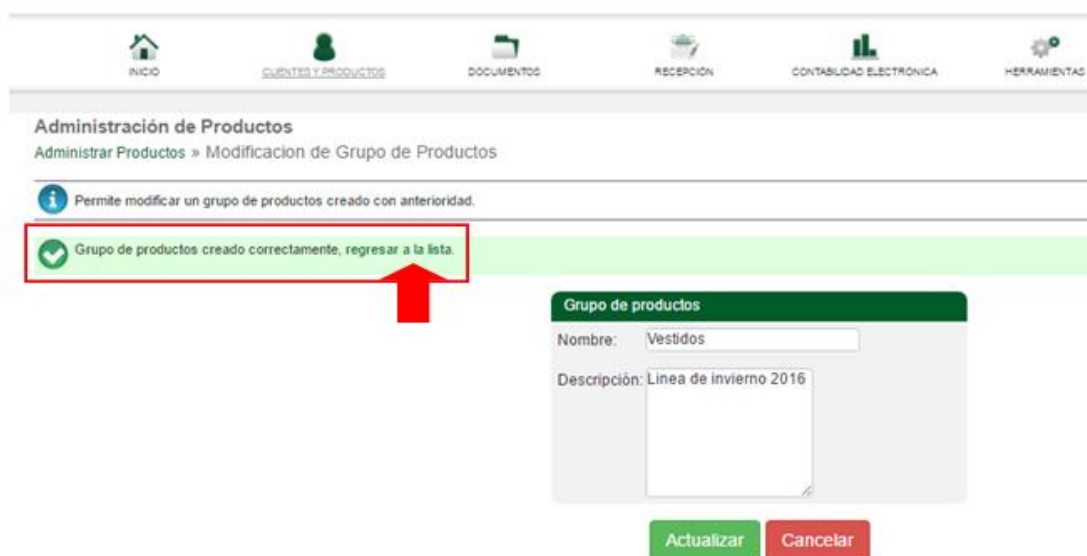 INICIO
CLIENTES Y PRODUCTOS
DOCUMENTOS
RECEPCIÓN
CONTABILIDAD ELECTRONICA
HERRAMIENTAS
Administración de Productos
Administrar Productos » Modificacion de Grupo de Productos
Permite modificar un grupo de productos creado con anterioridad.
Grupo de productos creado correctamente, regresar a la lista.
Grupo de productos
Nombre: Vestidos
Descripción: Linea de invierno 2016
Actualizar Cancelar